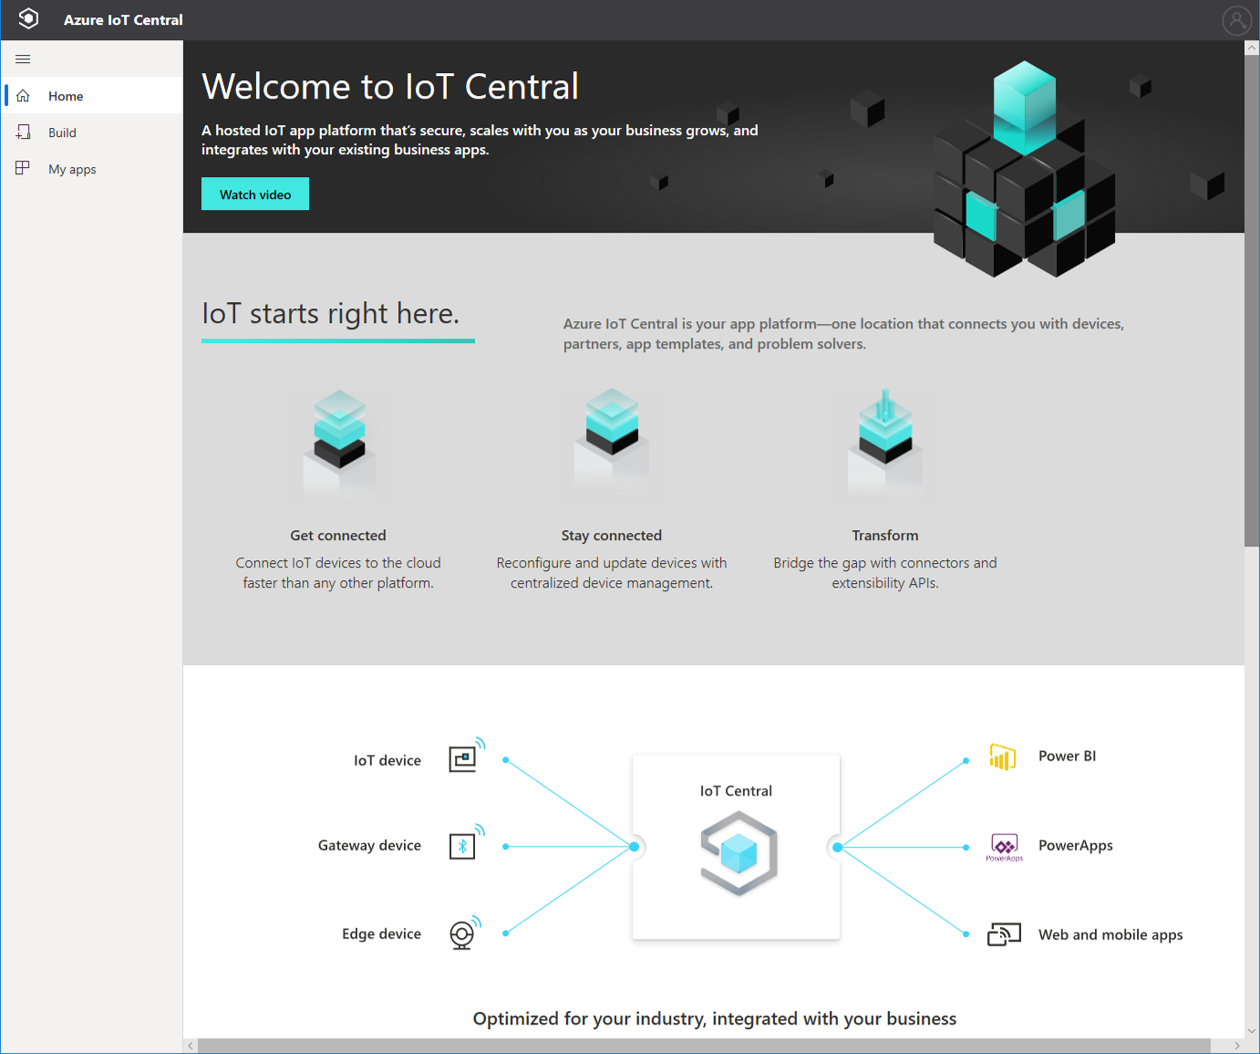 Azure IoT Central
Home
Build
My apps
Welcome to IoT Central
A hosted IoT app platform that's secure, scales with you as your business grows, and
integrates with your existing business apps.
Watch video
IoT starts right here.
Azure IoT Central is your app platform—one location that connects you with devices,
partners, app templates, and problem solvers.
Get connected
Connect IoT devices to the cloud
faster than any other platform.
Stay connected
Reconfigure and update devices with
centralized device management.
Transform
Bridge the gap with connectors and
extensibility APIs.
IoT device
Gateway device
Edge device
IoT Central
Power BI
PowerApps
PowerApps
Web and mobile apps
Optimized for your industry, integrated with your business